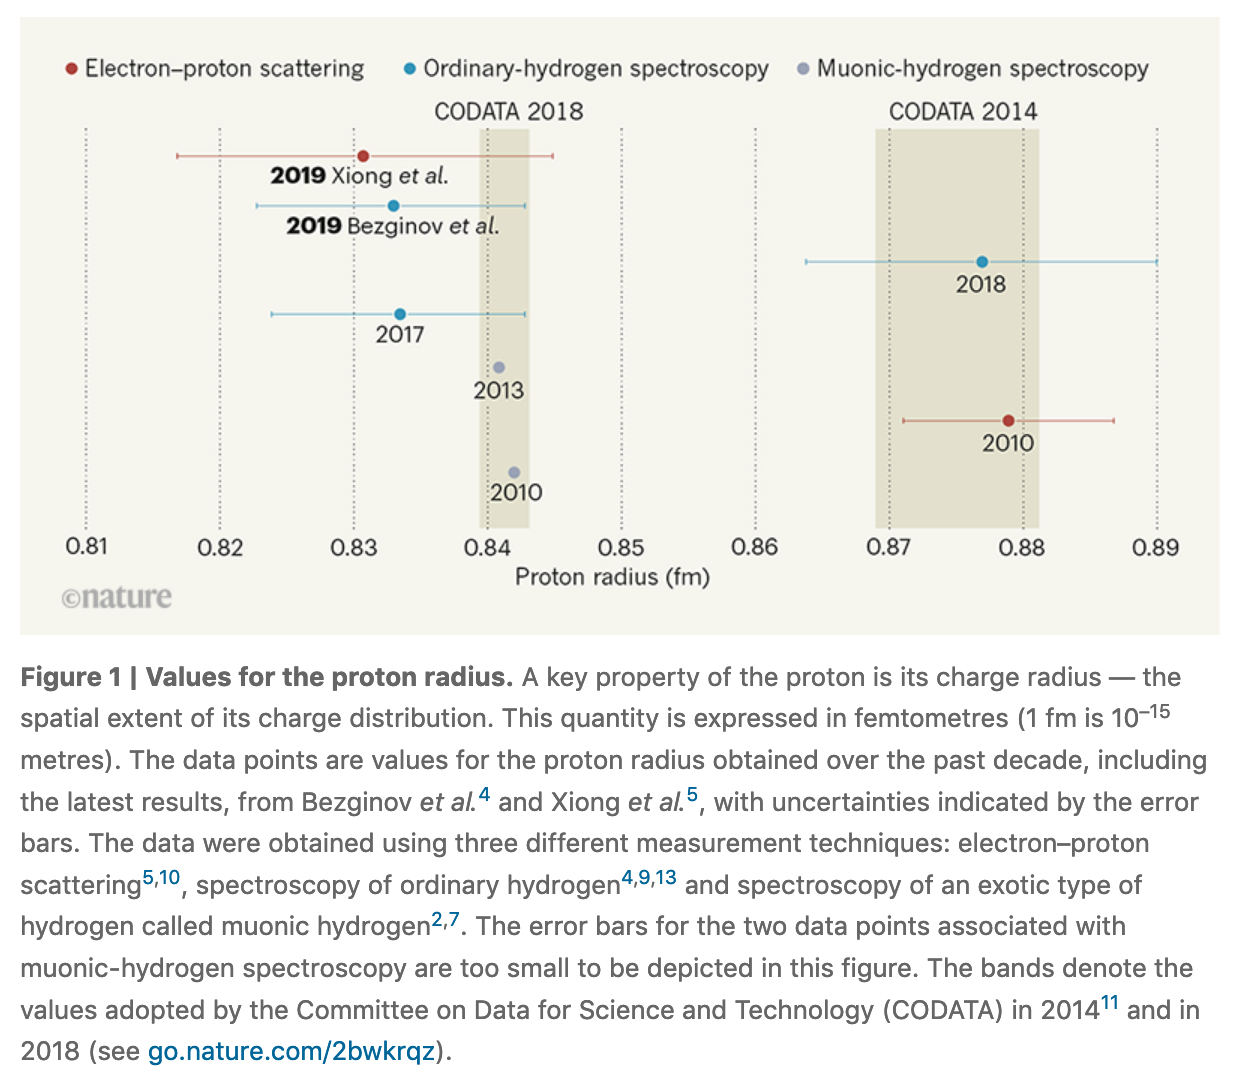 Electron–proton scattering Ordinary-hydrogen spectroscopy Muonic-hydrogen spectroscopy
CODATA 2018 CODATA 2014
2019 Xiong et al.
2019 Bezginov et al.
2018
2017
2013
2010
2010
0.81 0.82 0.83 0.84 0.85 0.86 0.87 0.88 0.89
Proton radius (fm)
©nature
Figure 1 | Values for the proton radius. A key property of the proton is its charge radius — the
spatial extent of its charge distribution. This quantity is expressed in femtometres (1 fm is 10⁻¹⁵
metres). The data points are values for the proton radius obtained over the past decade, including
the latest results, from Bezginov et al.⁴ and Xiong et al.⁵, with uncertainties indicated by the error
bars. The data were obtained using three different measurement techniques: electron–proton
scattering⁵,¹⁰, spectroscopy of ordinary hydrogen⁴,⁹,¹³ and spectroscopy of an exotic type of
hydrogen called muonic hydrogen²,⁷. The error bars for the two data points associated with
muonic-hydrogen spectroscopy are too small to be depicted in this figure. The bands denote the
values adopted by the Committee on Data for Science and Technology (CODATA) in 2014¹¹ and in
2018 (see go.nature.com/2bwkrqz).